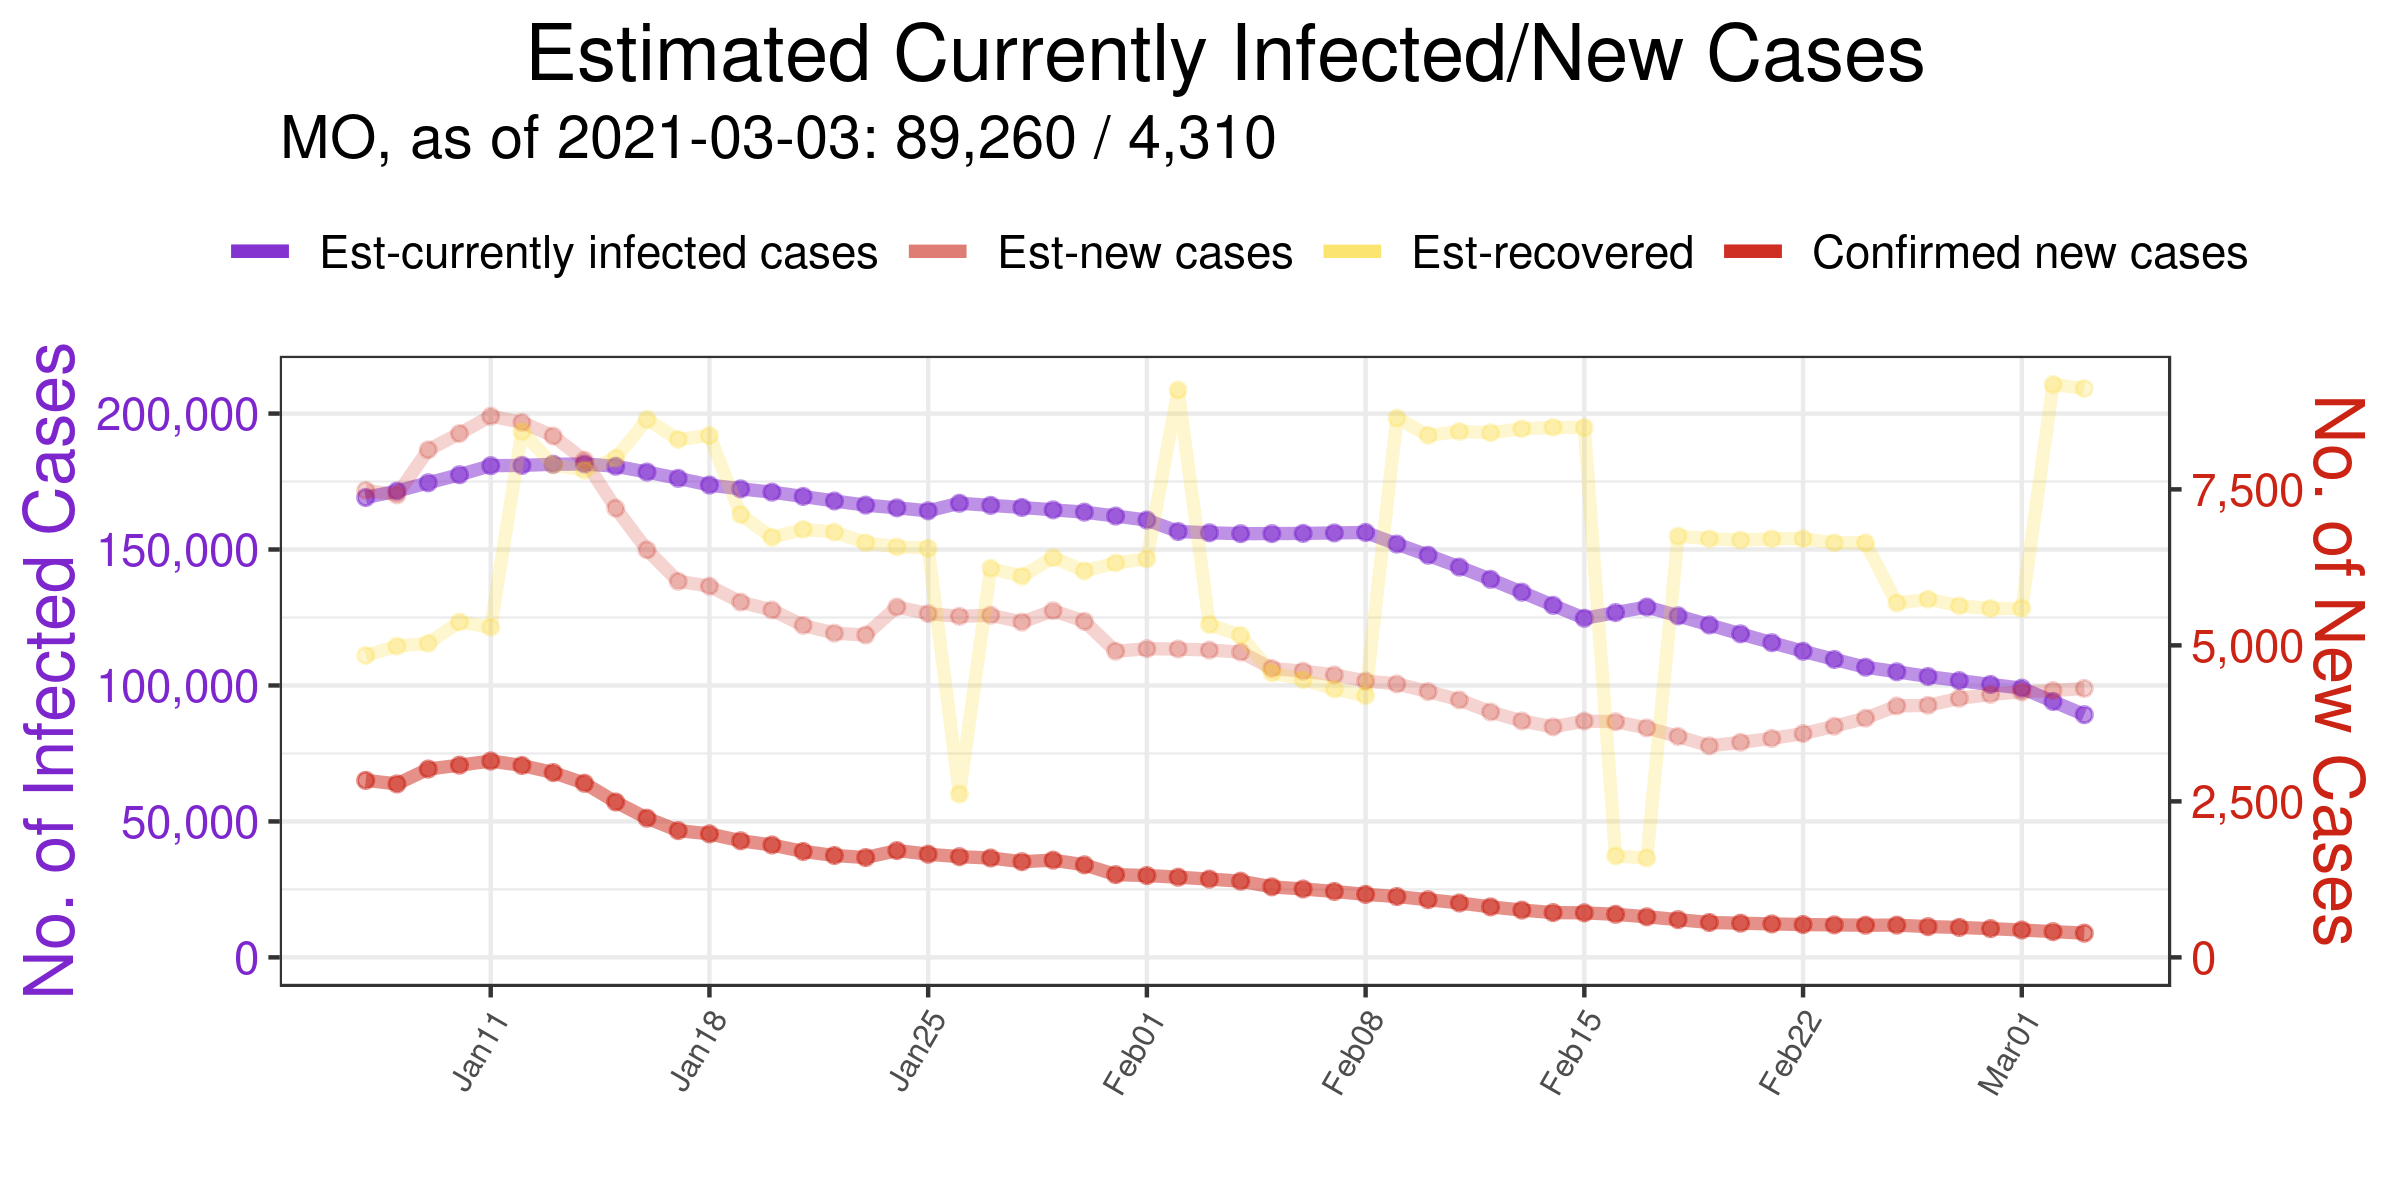 Estimated Currently Infected/New Cases
MO, as of 2021-03-03: 89,260 / 4,310
Est-currently infected cases Est-new cases Est-recovered Confirmed new cases
No. of Infected Cases
200,000
150,000
100,000
50,000
0
7,500
5,000
2,500
0
No. of New Cases
Jan11 Jan18 Jan25 Feb01 Feb08 Feb15 Feb22 Mar01